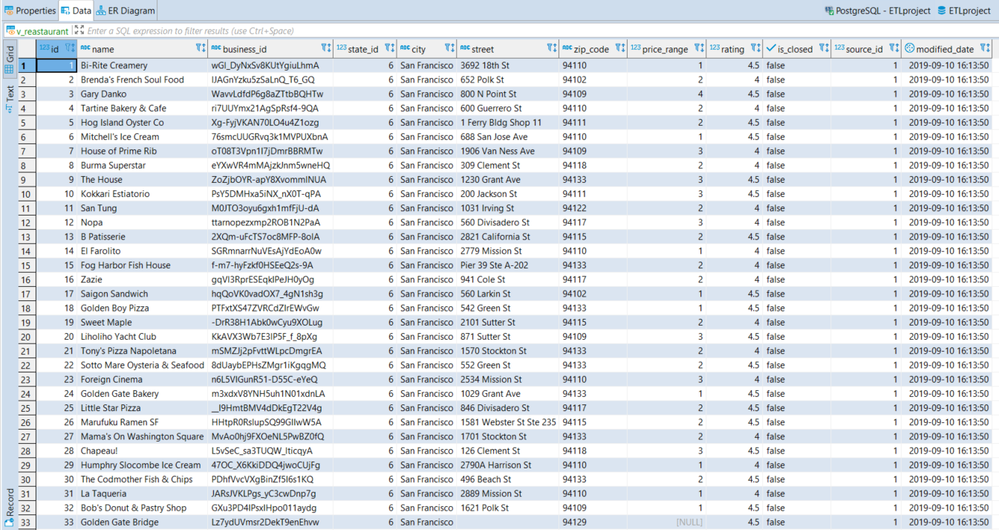 Properties Data ER Diagram PostgreSQL - ETLproject ETLproject
v_reastaurant Enter a SQL expression to filter results (use Ctrl+Space)
Grid
Text
Record
123 id ABC name ABC business_id 123 state_id ABC city ABC street ABC zip_code 123 price_range 123 rating is_closed 123 source_id modified_date
1 1 Bi-Rite Creamery wGl_DyNxSv8KUtYgiuLhmA 6 San Francisco 3692 18th St 94110 1 4.5 false 1 2019-09-10 16:13:50
2 2 Brenda's French Soul Food lJAGnYzku5zSaLnQ_T6_GQ 6 San Francisco 652 Polk St 94102 2 4 false 1 2019-09-10 16:13:50
3 3 Gary Danko WavvLdfdP6g8aZTtbBQHTw 6 San Francisco 800 N Point St 94109 4 4.5 false 1 2019-09-10 16:13:50
4 4 Tartine Bakery & Cafe ri7UUYmx21AgSpRsf4-9QA 6 San Francisco 600 Guerrero St 94110 2 4 false 1 2019-09-10 16:13:50
5 5 Hog Island Oyster Co Xg-FyjVKAN70LO4u4Z1ozg 6 San Francisco 1 Ferry Bldg Shop 11 94111 2 4.5 false 1 2019-09-10 16:13:50
6 6 Mitchell's Ice Cream 76smcUUGRvq3k1MVPUXbnA 6 San Francisco 688 San Jose Ave 94110 1 4.5 false 1 2019-09-10 16:13:50
7 7 House of Prime Rib oT08T3Vpn1I7jDmrBBRMTw 6 San Francisco 1906 Van Ness Ave 94109 3 4 false 1 2019-09-10 16:13:50
8 8 Burma Superstar eYXwVR4mMAjzkJnm5wneHQ 6 San Francisco 309 Clement St 94118 2 4 false 1 2019-09-10 16:13:50
9 9 The House ZoZjbOYR-apY8XvommlNUA 6 San Francisco 1230 Grant Ave 94133 3 4.5 false 1 2019-09-10 16:13:50
10 10 Kokkari Estiatorio PsY5DMHxa5iNX_nX0T-qPA 6 San Francisco 200 Jackson St 94111 3 4.5 false 1 2019-09-10 16:13:50
11 11 San Tung M0JTO3oyu6gxh1mfFjU-dA 6 San Francisco 1031 Irving St 94122 2 4 false 1 2019-09-10 16:13:50
12 12 Nopa ttarnopezxmp2ROB1N2PaA 6 San Francisco 560 Divisadero St 94117 3 4 false 1 2019-09-10 16:13:50
13 13 B Patisserie 2XQm-uFcTS7oc8MFP-8oIA 6 San Francisco 2821 California St 94115 2 4.5 false 1 2019-09-10 16:13:50
14 14 El Farolito SGRmnarrNuVEsAjYdEoA0w 6 San Francisco 2779 Mission St 94110 1 4 false 1 2019-09-10 16:13:50
15 15 Fog Harbor Fish House f-m7-hyFzkf0HSEeQ2s-9A 6 San Francisco Pier 39 Ste A-202 94133 2 4 false 1 2019-09-10 16:13:50
16 16 Zazie gqVI3RprESEqkIPeJH0yOg 6 San Francisco 941 Cole St 94117 2 4 false 1 2019-09-10 16:13:50
17 17 Saigon Sandwich hqQoVK0vadOX7_4gN1sh3g 6 San Francisco 560 Larkin St 94102 1 4.5 false 1 2019-09-10 16:13:50
18 18 Golden Boy Pizza PTFxtXS47ZVRCdZIrEWvGw 6 San Francisco 542 Green St 94133 1 4.5 false 1 2019-09-10 16:13:50
19 19 Sweet Maple -DrR38H1Abk0wCyu9XOLug 6 San Francisco 2101 Sutter St 94115 2 4 false 1 2019-09-10 16:13:50
20 20 Liholiho Yacht Club KkAVX3Wb7E3IP5F_f_8pXg 6 San Francisco 871 Sutter St 94109 3 4.5 false 1 2019-09-10 16:13:50
21 21 Tony's Pizza Napoletana mSMZJj2pFvttWLpcDmgrEA 6 San Francisco 1570 Stockton St 94133 2 4 false 1 2019-09-10 16:13:50
22 22 Sotto Mare Oysteria & Seafood 8dUaybEPHsZMgr1iKgqgMQ 6 San Francisco 552 Green St 94133 2 4.5 false 1 2019-09-10 16:13:50
23 23 Foreign Cinema n6L5VIGunR51-D55C-eYeQ 6 San Francisco 2534 Mission St 94110 3 4 false 1 2019-09-10 16:13:50
24 24 Golden Gate Bakery m3xdxV8YNH5uh1N01xdnLA 6 San Francisco 1029 Grant Ave 94133 1 4.5 false 1 2019-09-10 16:13:50
25 25 Little Star Pizza __I9HmtBMV4dDkEgT22V4g 6 San Francisco 846 Divisadero St 94117 2 4.5 false 1 2019-09-10 16:13:50
26 26 Marufuku Ramen SF HHtpR0RslupSQ99GIIwW5A 6 San Francisco 1581 Webster St Ste 235 94115 2 4.5 false 1 2019-09-10 16:13:50
27 27 Mama's On Washington Square MvAo0hj9FXOeNL5PwBZ0fQ 6 San Francisco 1701 Stockton St 94133 2 4 false 1 2019-09-10 16:13:50
28 28 Chapeau! L5vSeC_sa3TUQW_lticqyA 6 San Francisco 126 Clement St 94118 3 4.5 false 1 2019-09-10 16:13:50
29 29 Humphry Slocombe Ice Cream 47OC_X6KkiDDQ4jwoCUjFg 6 San Francisco 2790A Harrison St 94110 1 4 false 1 2019-09-10 16:13:50
30 30 The Codmother Fish & Chips PDhfVvcVXgBinZf5I6s1KQ 6 San Francisco 496 Beach St 94133 2 4.5 false 1 2019-09-10 16:13:50
31 31 La Taqueria JARsJVKLPgs_yC3cwDnp7g 6 San Francisco 2889 Mission St 94110 1 4 false 1 2019-09-10 16:13:50
32 32 Bob's Donut & Pastry Shop GXu3PD4IPsxIHpo011aydg 6 San Francisco 1621 Polk St 94109 1 4.5 false 1 2019-09-10 16:13:50
33 33 Golden Gate Bridge Lz7ydUVmsr2DekT9enEhvw 6 San Francisco 94129 [NULL] 4.5 false 1 2019-09-10 16:13:50